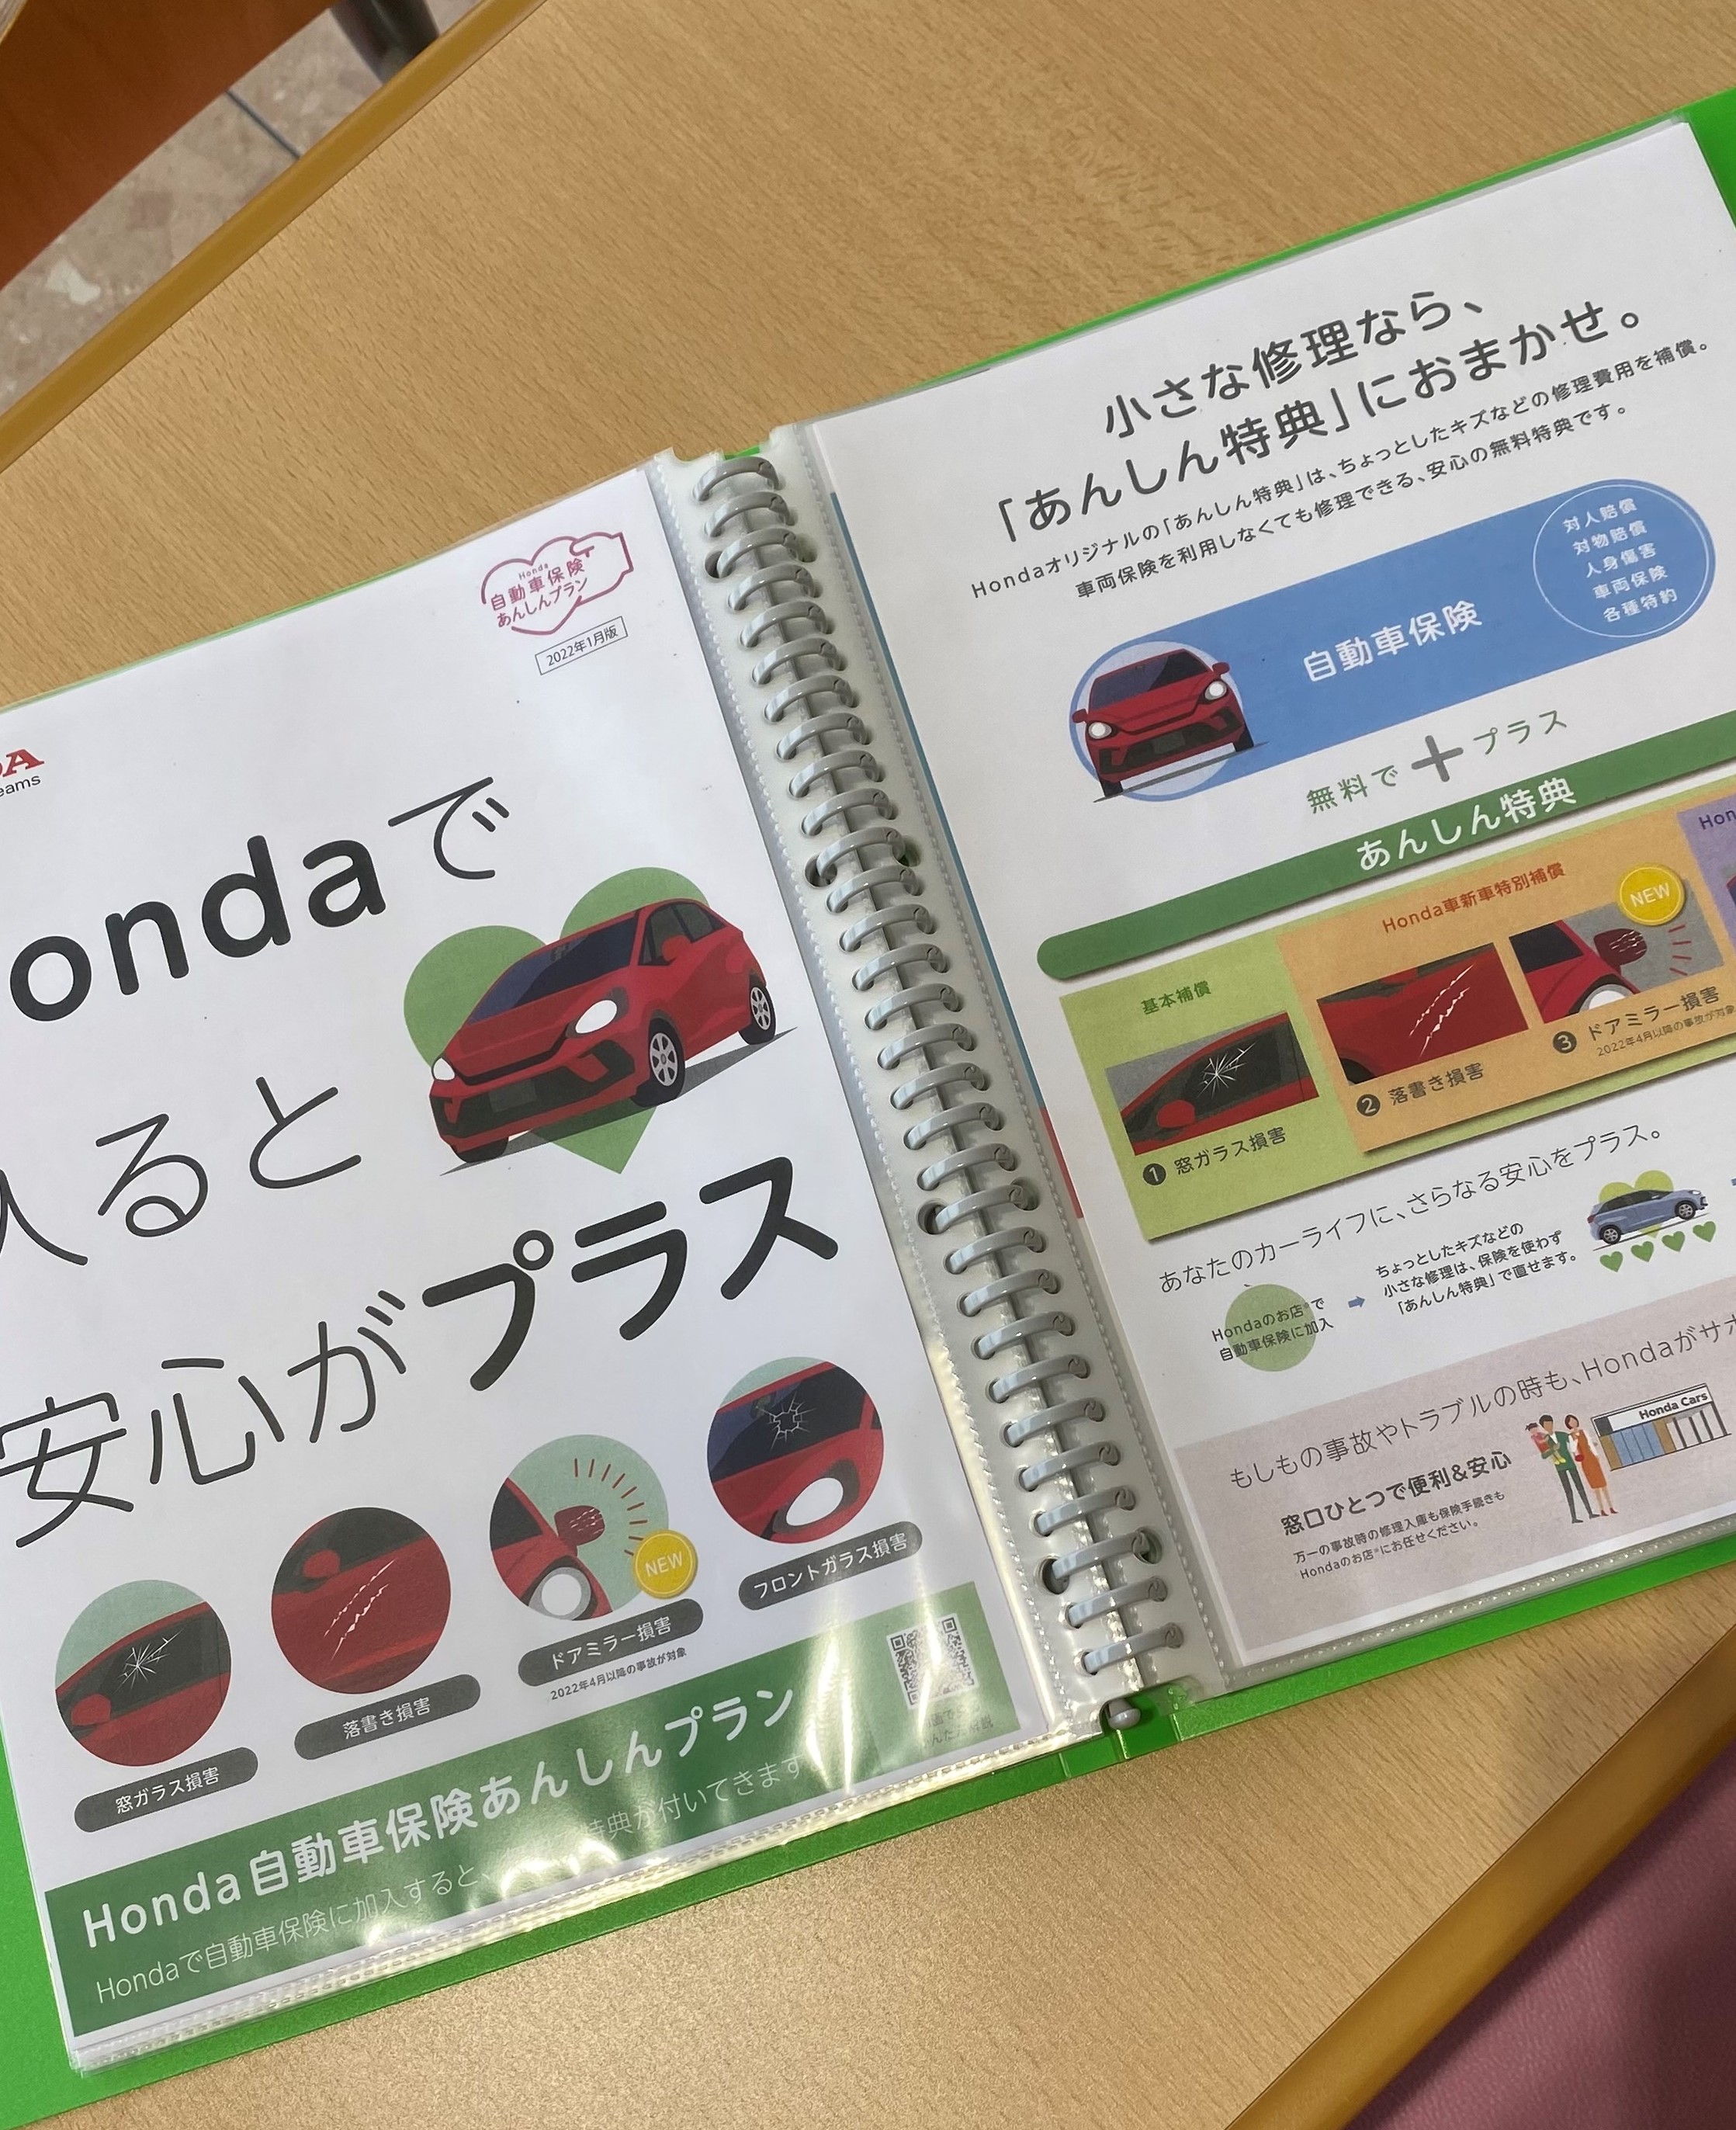 Honda
自動車保険
あんしんプラン
2022年1月版
Hondaで
入ると
安心がプラス
窓ガラス損害
落書き損害
NEW
ドアミラー損害
2022年4月以降の事故が対象
フロントガラス損害
Honda自動車保険あんしんプラン
Hondaで自動車保険に加入すると、
特典が付いてきます
小さな修理なら、
「あんしん特典」におまかせ。
Hondaオリジナルの「あんしん特典」は、ちょっとしたキズなどの修理費用を補償。
車両保険を利用しなくても修理できる、安心の無料特典です。
自動車保険
対人賠償
対物賠償
人身傷害
車両保険
各種特約
無料で+プラス
あんしん特典
基本補償
❶ 窓ガラス損害
Honda車新車特別補償
NEW
❷ 落書き損害
❸ ドアミラー損害
2022年4月以降の事故が対象
Hon
あなたのカーライフに、さらなる安心をプラス。
Hondaのお店※で
自動車保険に加入
ちょっとしたキズなどの
小さな修理は、保険を使わず
「あんしん特典」で直せます。
もしもの事故やトラブルの時も、Hondaがサポ
窓口ひとつで便利&安心
万一の事故時の修理入庫も保険手続きも
Hondaのお店※にお任せください。
Honda Cars